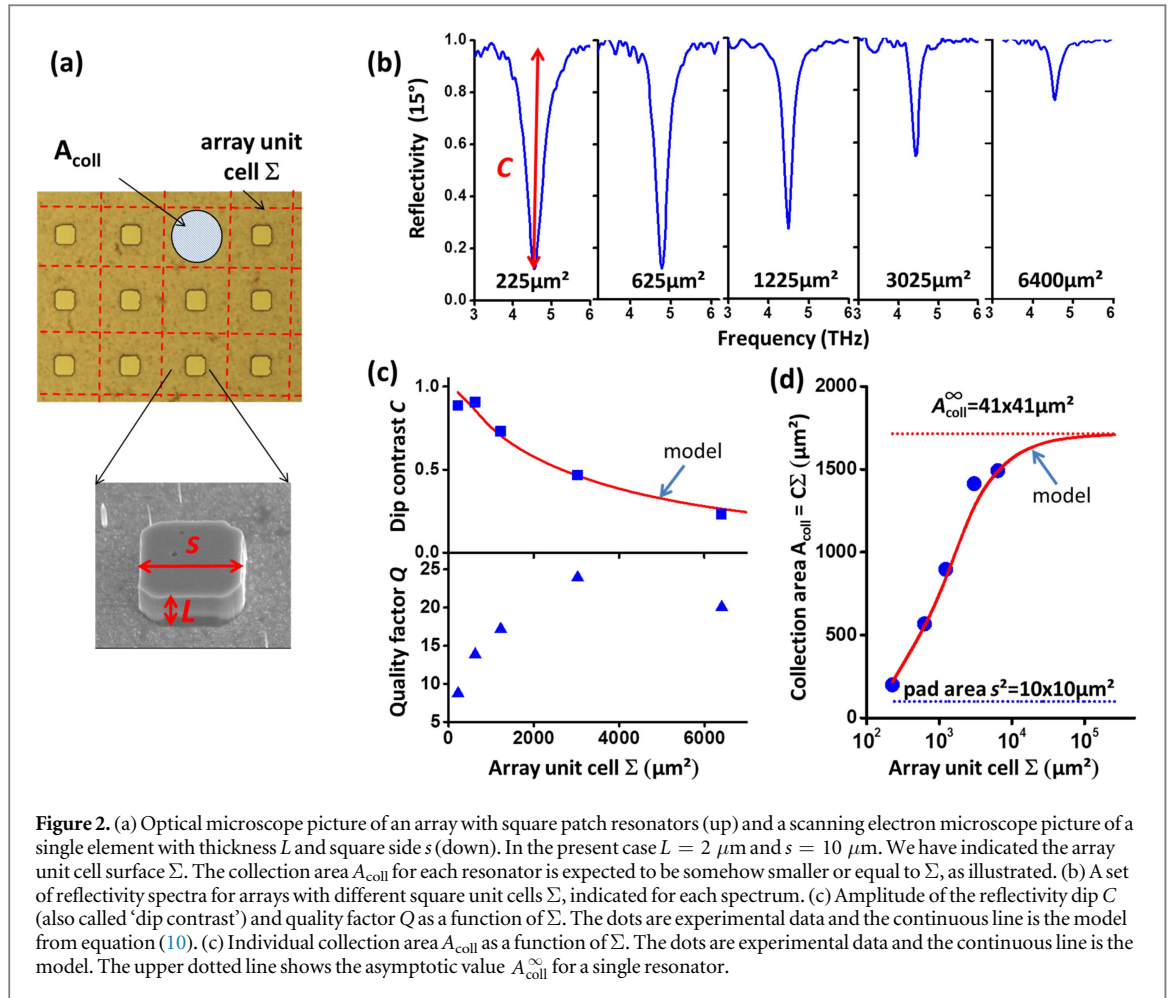 (a)
A_coll
array unit
cell Σ
s
L
(b)
Reflectivity (15°)
1.0
0.8
0.6
0.4
0.2
0.0
C
225µm²
625µm²
1225µm²
3025µm²
6400µm²
3 4 5 6
3 4 5 6
3 4 5 6
3 4 5 6
3 4 5 6
Frequency (THz)
(c)
Dip contrast C
1.0
0.5
0.0
model
Quality factor Q
25
20
15
10
5
0 2000 4000 6000
Array unit cell Σ (µm²)
(d)
Collection area A_coll = CΣ (µm²)
2000
1500
1000
500
0
A_coll^∞=41x41µm²
model
pad area s²=10x10µm²
10² 10³ 10⁴ 10⁵
Array unit cell Σ (µm²)
Figure 2. (a) Optical microscope picture of an array with square patch resonators (up) and a scanning electron microscope picture of a
single element with thickness L and square side s (down). In the present case L = 2 µm and s = 10 µm. We have indicated the array
unit cell surface Σ. The collection area A_coll for each resonator is expected to be somehow smaller or equal to Σ, as illustrated. (b) A set
of reflectivity spectra for arrays with different square unit cells Σ, indicated for each spectrum. (c) Amplitude of the reflectivity dip C
(also called ‘dip contrast’) and quality factor Q as a function of Σ. The dots are experimental data and the continuous line is the model
from equation (10). (c) Individual collection area A_coll as a function of Σ. The dots are experimental data and the continuous line is the
model. The upper dotted line shows the asymptotic value A_coll^∞ for a single resonator.